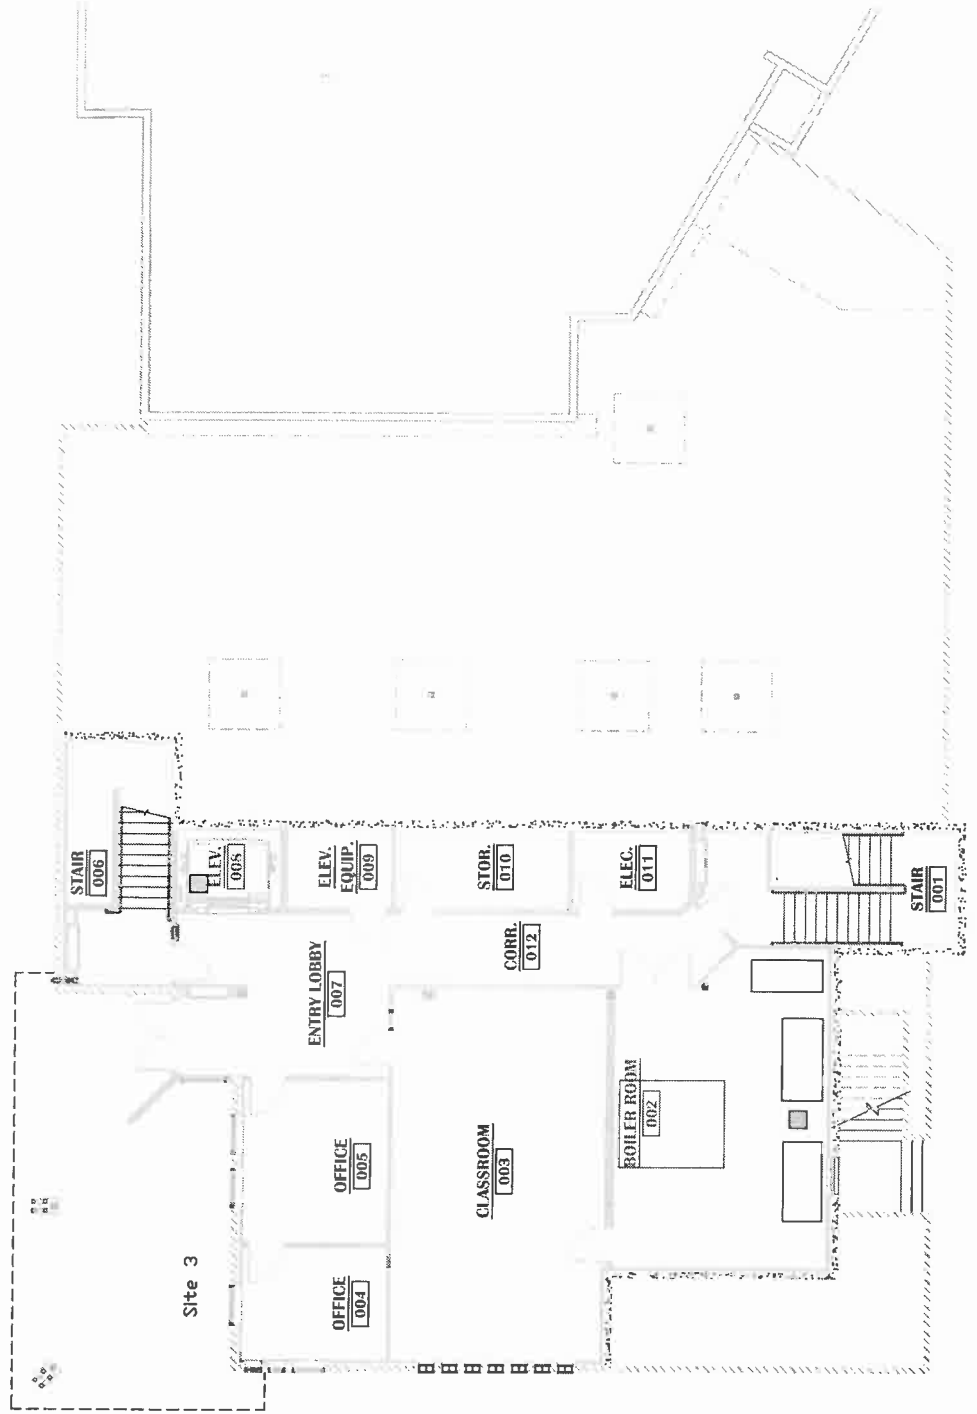 STAIR
006
ELEV.
008
ELEV.
EQUIP.
009
STOR.
010
ELEC.
011
STAIR
001
ENTRY LOBBY
007
CORR.
012
OFFICE
005
CLASSROOM
003
BOILER ROOM
002
OFFICE
004
Site 3